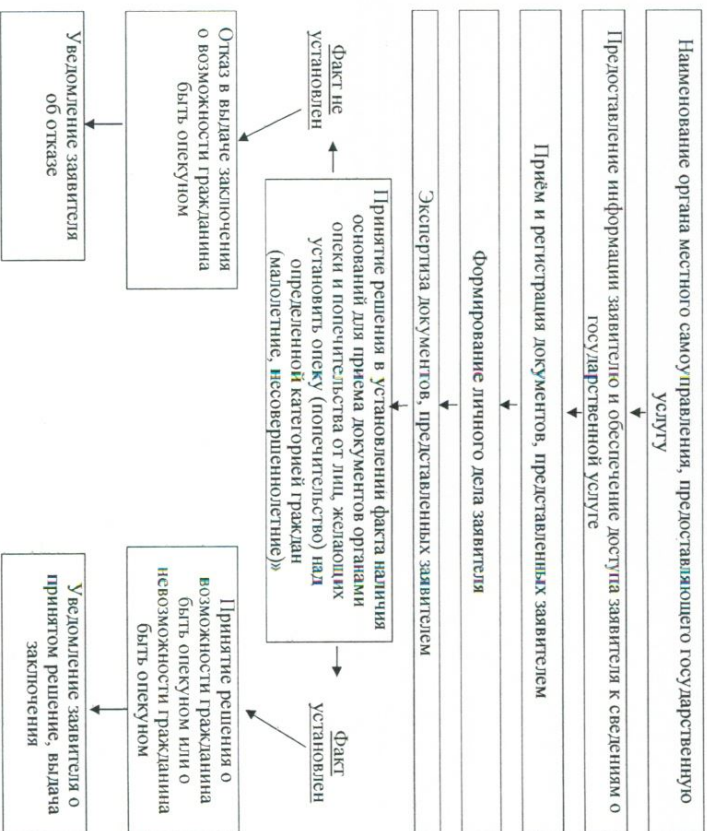 Наименование органа местного самоуправления, предоставляющего государственную
услугу
Предоставление информации заявителю и обеспечение доступа заявителя к сведениям о
государственной услуге
Приём и регистрация документов, представленных заявителем
Формирование личного дела заявителя
Экспертиза документов, представленных заявителем
Принятие решения в установлении факта наличия
оснований для приема документов органами
опеки и попечительства от лиц, желающих
установить опеку (попечительство) над
определенной категорией граждан
(малолетние, несовершеннолетние)»
Факт не
установлен
Факт
установлен
Отказ в выдаче заключения
о возможности гражданина
быть опекуном
Принятие решения о
возможности гражданина
быть опекуном или о
невозможности гражданина
быть опекуном
Уведомление заявителя
об отказе
Уведомление заявителя о
принятом решение, выдача
заключения